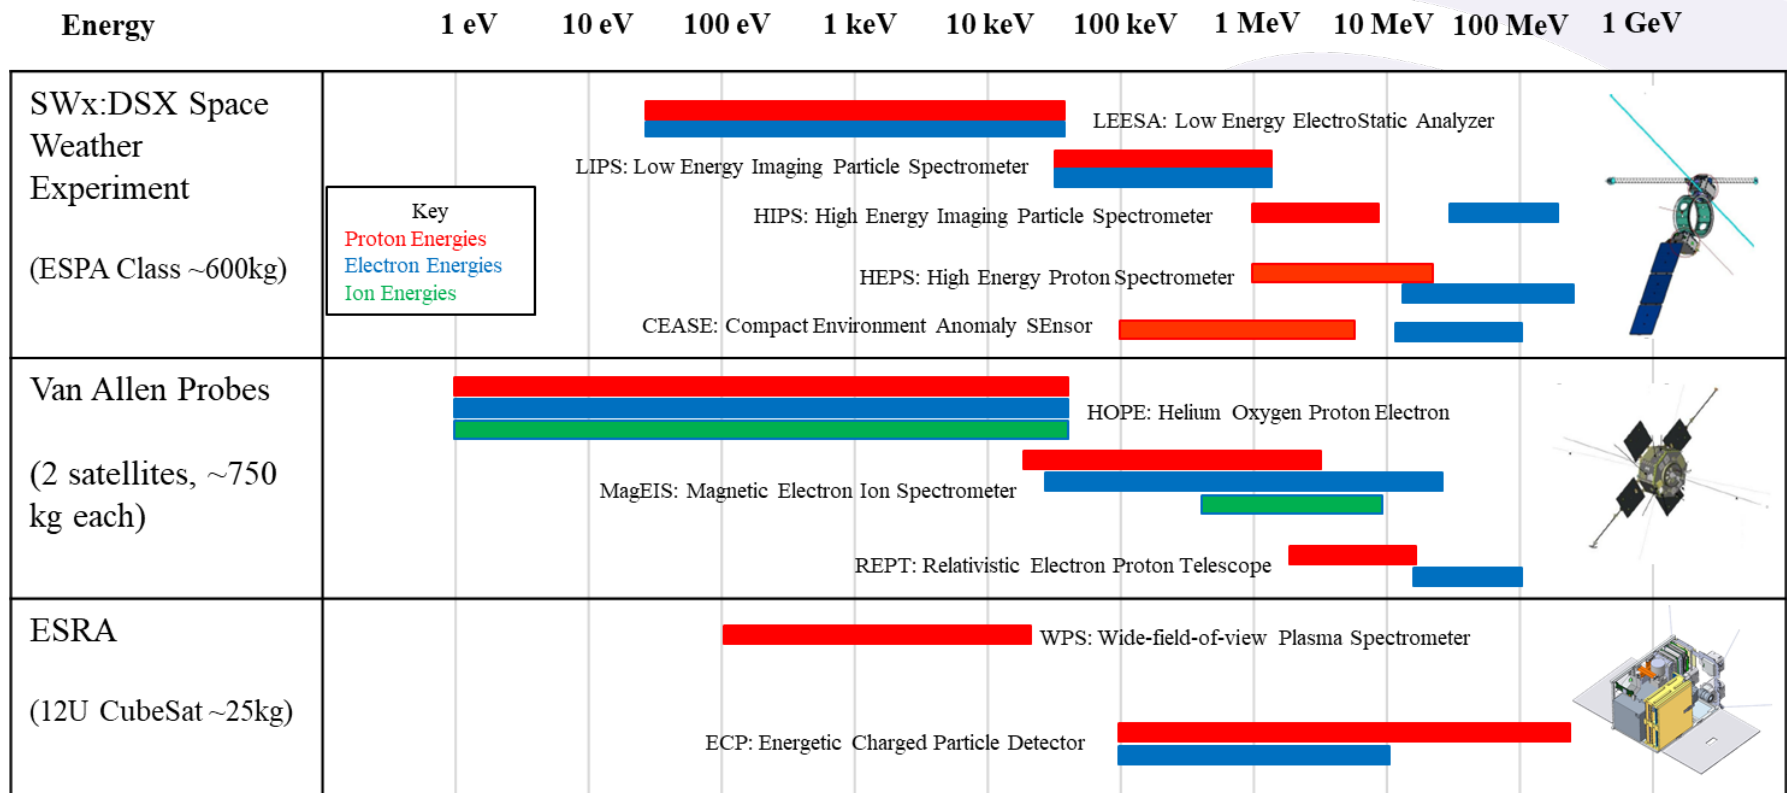 Energy 1 eV 10 eV 100 eV 1 keV 10 keV 100 keV 1 MeV 10 MeV 100 MeV 1 GeV
SWx:DSX Space
Weather
Experiment
(ESPA Class ~600kg)
Key
Proton Energies
Electron Energies
Ion Energies
LEESA: Low Energy ElectroStatic Analyzer
LIPS: Low Energy Imaging Particle Spectrometer
HIPS: High Energy Imaging Particle Spectrometer
HEPS: High Energy Proton Spectrometer
CEASE: Compact Environment Anomaly SEnsor
Van Allen Probes
(2 satellites, ~750
kg each)
HOPE: Helium Oxygen Proton Electron
MagEIS: Magnetic Electron Ion Spectrometer
REPT: Relativistic Electron Proton Telescope
ESRA
(12U CubeSat ~25kg)
WPS: Wide-field-of-view Plasma Spectrometer
ECP: Energetic Charged Particle Detector